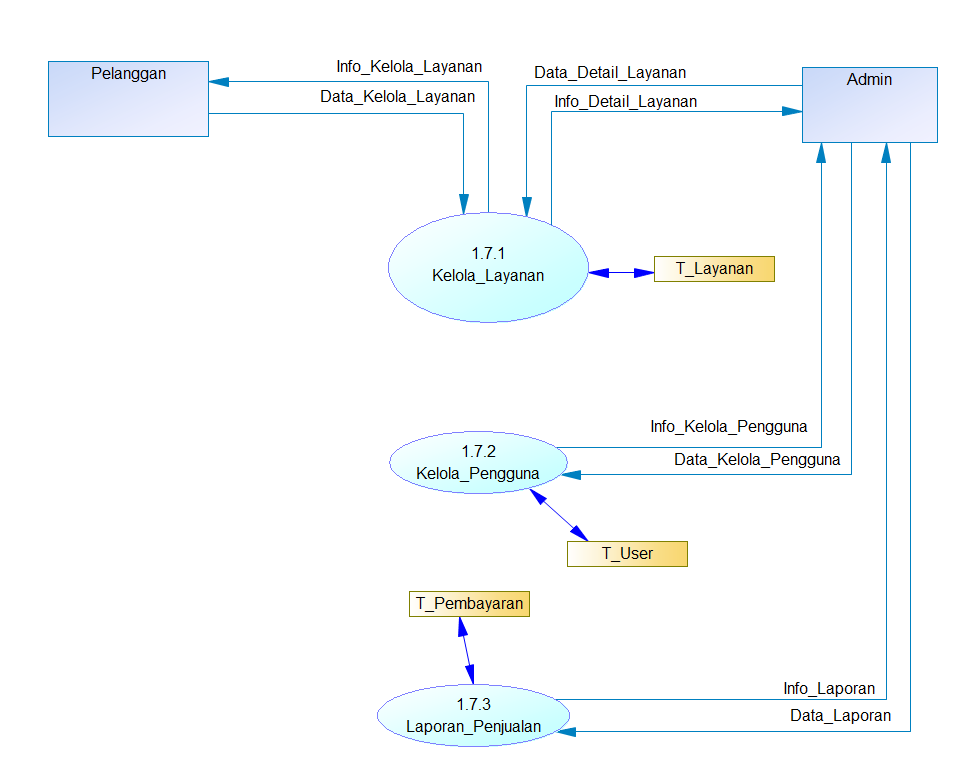 Pelanggan
Info_Kelola_Layanan
Data_Kelola_Layanan
Data_Detail_Layanan
Info_Detail_Layanan
Admin
1.7.1
Kelola_Layanan
T_Layanan
Info_Kelola_Pengguna
Data_Kelola_Pengguna
1.7.2
Kelola_Pengguna
T_User
T_Pembayaran
1.7.3
Laporan_Penjualan
Info_Laporan
Data_Laporan